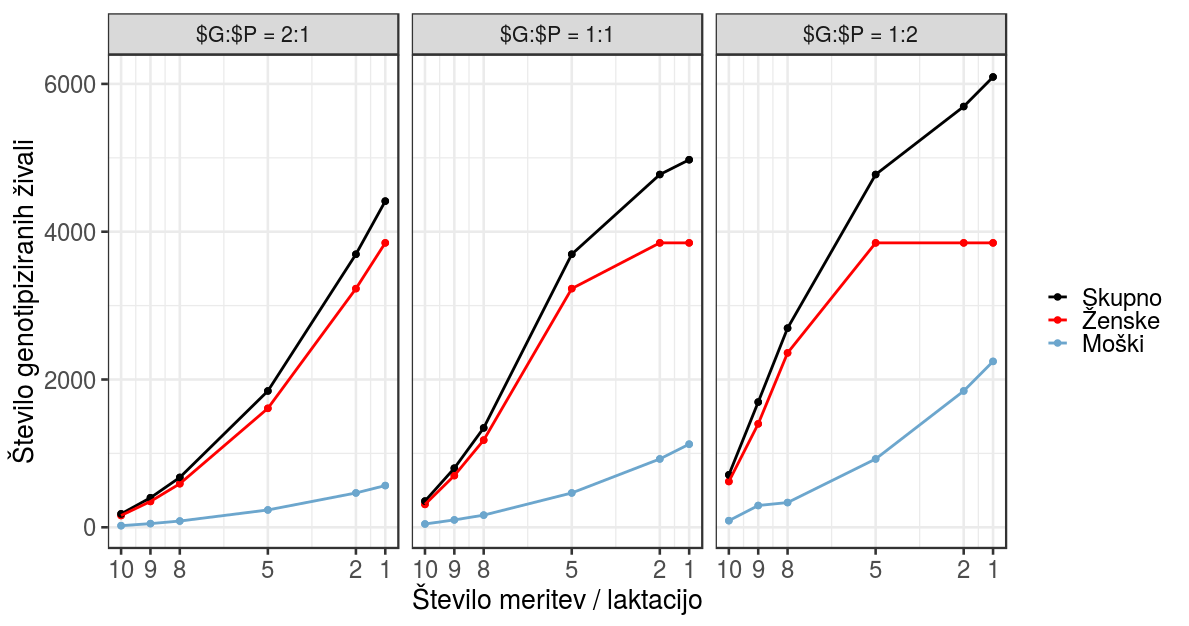 $G:$P = 2:1
$G:$P = 1:1
$G:$P = 1:2
Število genotipiziranih živali
6000
4000
2000
0
10 9 8 5 2 1
10 9 8 5 2 1
10 9 8 5 2 1
Število meritev / laktacijo
Skupno
Ženske
Moški